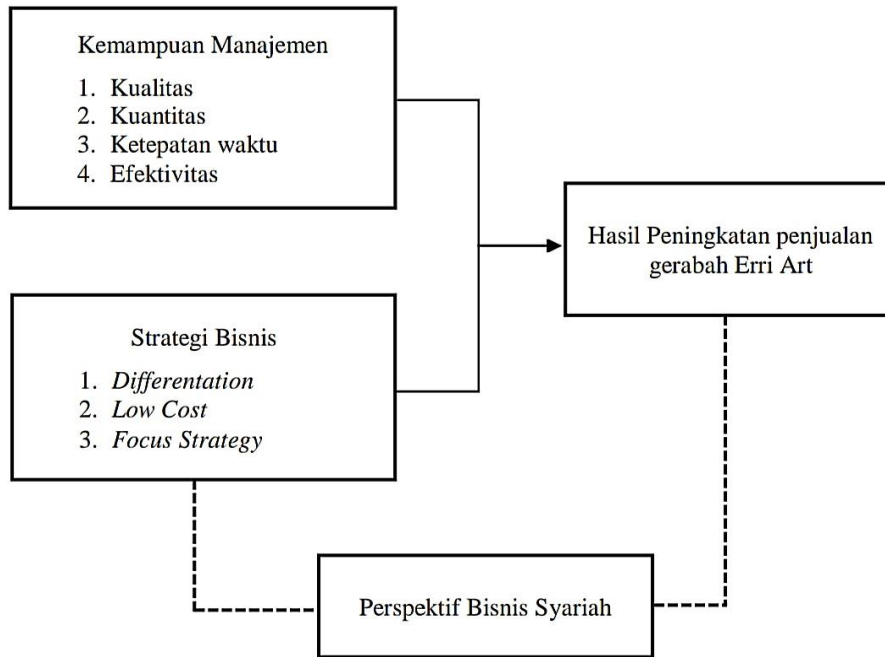 Kemampuan Manajemen
1. Kualitas
2. Kuantitas
3. Ketepatan waktu
4. Efektivitas
Hasil Peningkatan penjualan
gerabah Erri Art
Strategi Bisnis
1. Differentation
2. Low Cost
3. Focus Strategy
Perspektif Bisnis Syariah